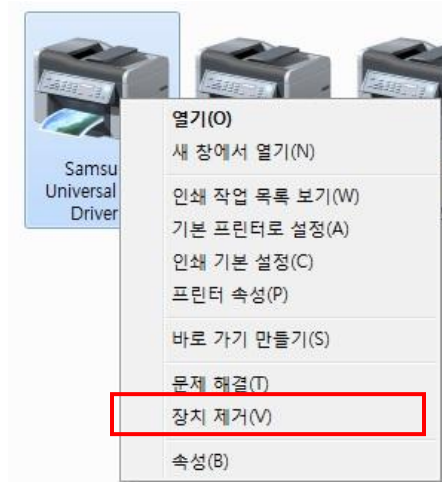 Samsu
Universal
Driver
열기(O)
새 창에서 열기(N)
인쇄 작업 목록 보기(W)
기본 프린터로 설정(A)
인쇄 기본 설정(C)
프린터 속성(P)
바로 가기 만들기(S)
문제 해결(T)
장치 제거(V)
속성(B)